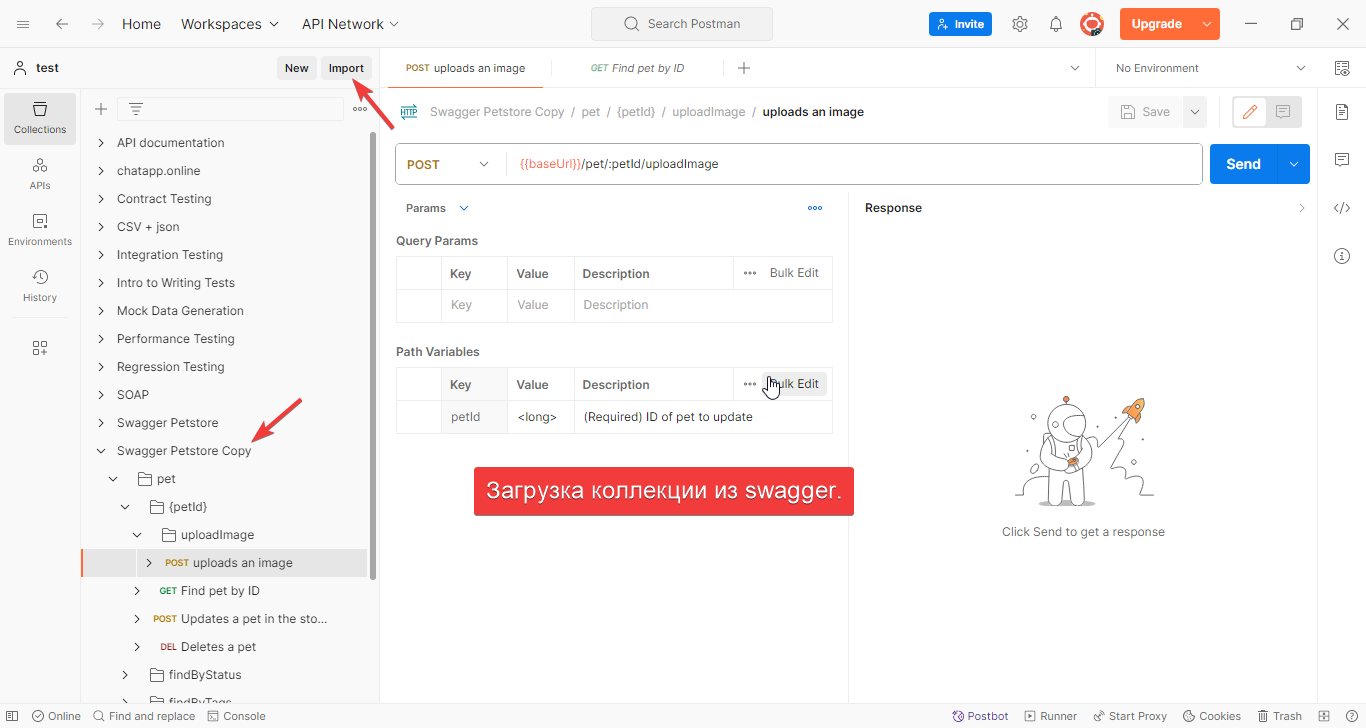 Home Workspaces API Network Search Postman Invite Upgrade
test New Import POST uploads an image GET Find pet by ID No Environment
HTTP Swagger Petstore Copy / pet / {petId} / uploadImage / uploads an image Save
Collections
APIs
Environments
History
API documentation
chatapp.online
Contract Testing
CSV + json
Integration Testing
Intro to Writing Tests
Mock Data Generation
Performance Testing
Regression Testing
SOAP
Swagger Petstore
Swagger Petstore Copy
pet
{petId}
uploadImage
POST uploads an image
GET Find pet by ID
POST Updates a pet in the sto...
DEL Deletes a pet
findByStatus
findByTags
POST {{baseUrl}}/pet/:petId/uploadImage Send
Params
Query Params
Key Value Description Bulk Edit
Key Value Description
Path Variables
Key Value Description Bulk Edit
petId <long> (Required) ID of pet to update
Загрузка коллекции из swagger.
Response
Click Send to get a response
Online Find and replace Console Postbot Runner Start Proxy Cookies Trash